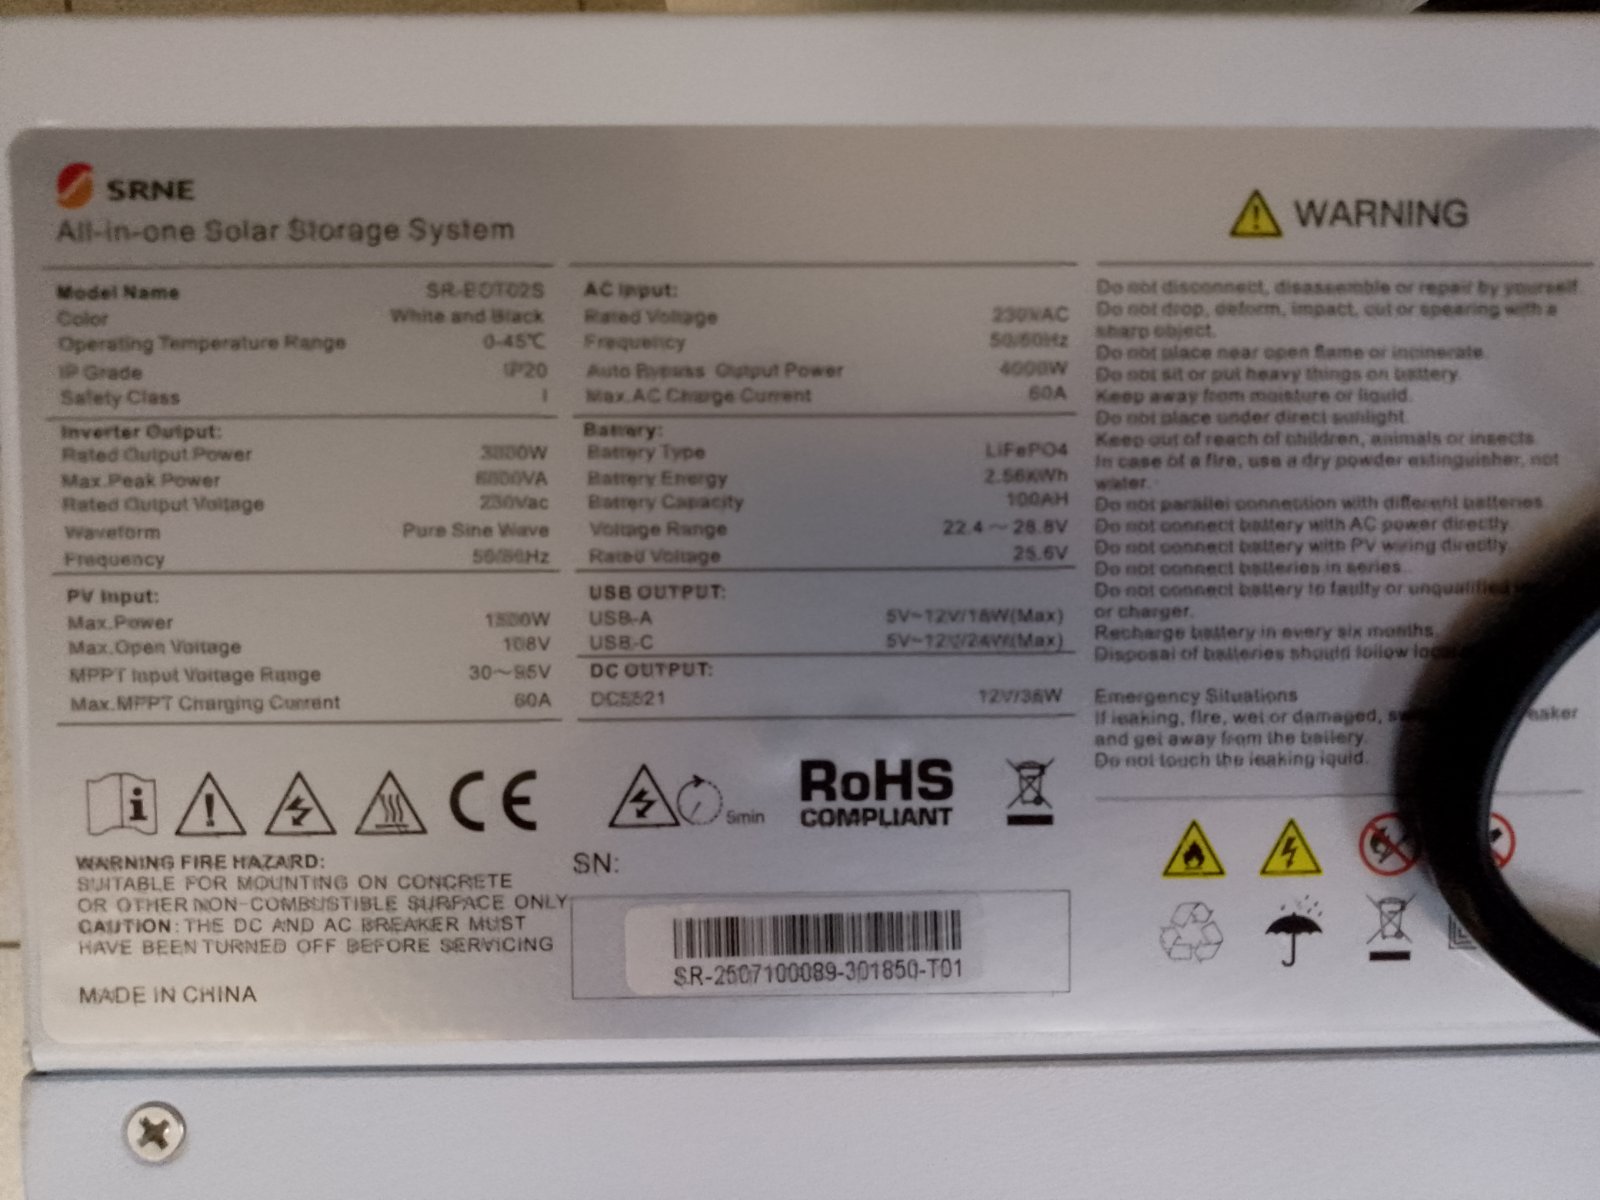 SRNE
All-in-one Solar Storage System
Model Name
Color White and Black
Operating Temperature Range 0-45℃
IP Grade IP20
Safety Class I
Inverter Output:
Rated Output Power
Max.Peak Power
Rated Output Voltage 230Vac
Waveform Pure Sine Wave
Frequency 50/60Hz
PV Input:
Max.Power
Max.Open Voltage 108V
MPPT Input Voltage Range 30~95V
Max.MPPT Charging Current 60A
AC Input:
Rated Voltage 230VAC
Frequency 50/60Hz
Auto Bypass Output Power 4000W
Max.AC Charge Current 60A
Battery:
Battery Type LiFePO4
Battery Energy 2.56KWh
Battery Capacity 100AH
Voltage Range 22.4~28.8V
Rated Voltage 25.6V
USB OUTPUT:
USB-A 5V~12V/18W(Max)
USB-C 5V~12V/24W(Max)
DC OUTPUT:
DC5521 12V/36W
WARNING
Do not disconnect, disassemble or repair by yourself.
Do not drop, deform, impact, cut or spearing with a
sharp object.
Do not place near open flame or incinerate.
Do not sit or put heavy things on battery.
Keep away from moisture or liquid.
Do not place under direct sunlight.
Keep out of reach of children, animals or insects.
In case of a fire, use a dry powder extinguisher, not
water.
Do not parallel connection with different batteries.
Do not connect battery with AC power directly.
Do not connect battery with PV wiring directly.
Do not connect batteries in series.
Do not connect battery to faulty or unqualified
or charger.
Recharge battery in every six months.
Disposal of batteries should follow
Emergency Situations
If leaking, fire, wet or damaged,
and get away from the battery.
Do not touch the leaking iquid.
CE
5min
RoHS
COMPLIANT
WARNING FIRE HAZARD:
SUITABLE FOR MOUNTING ON CONCRETE
OR OTHER NON-COMBUSTIBLE SURFACE ONLY
CAUTION: THE DC AND AC BREAKER MUST
HAVE BEEN TURNED OFF BEFORE SERVICING
MADE IN CHINA
SN:
SR-2507100089-301850-T01